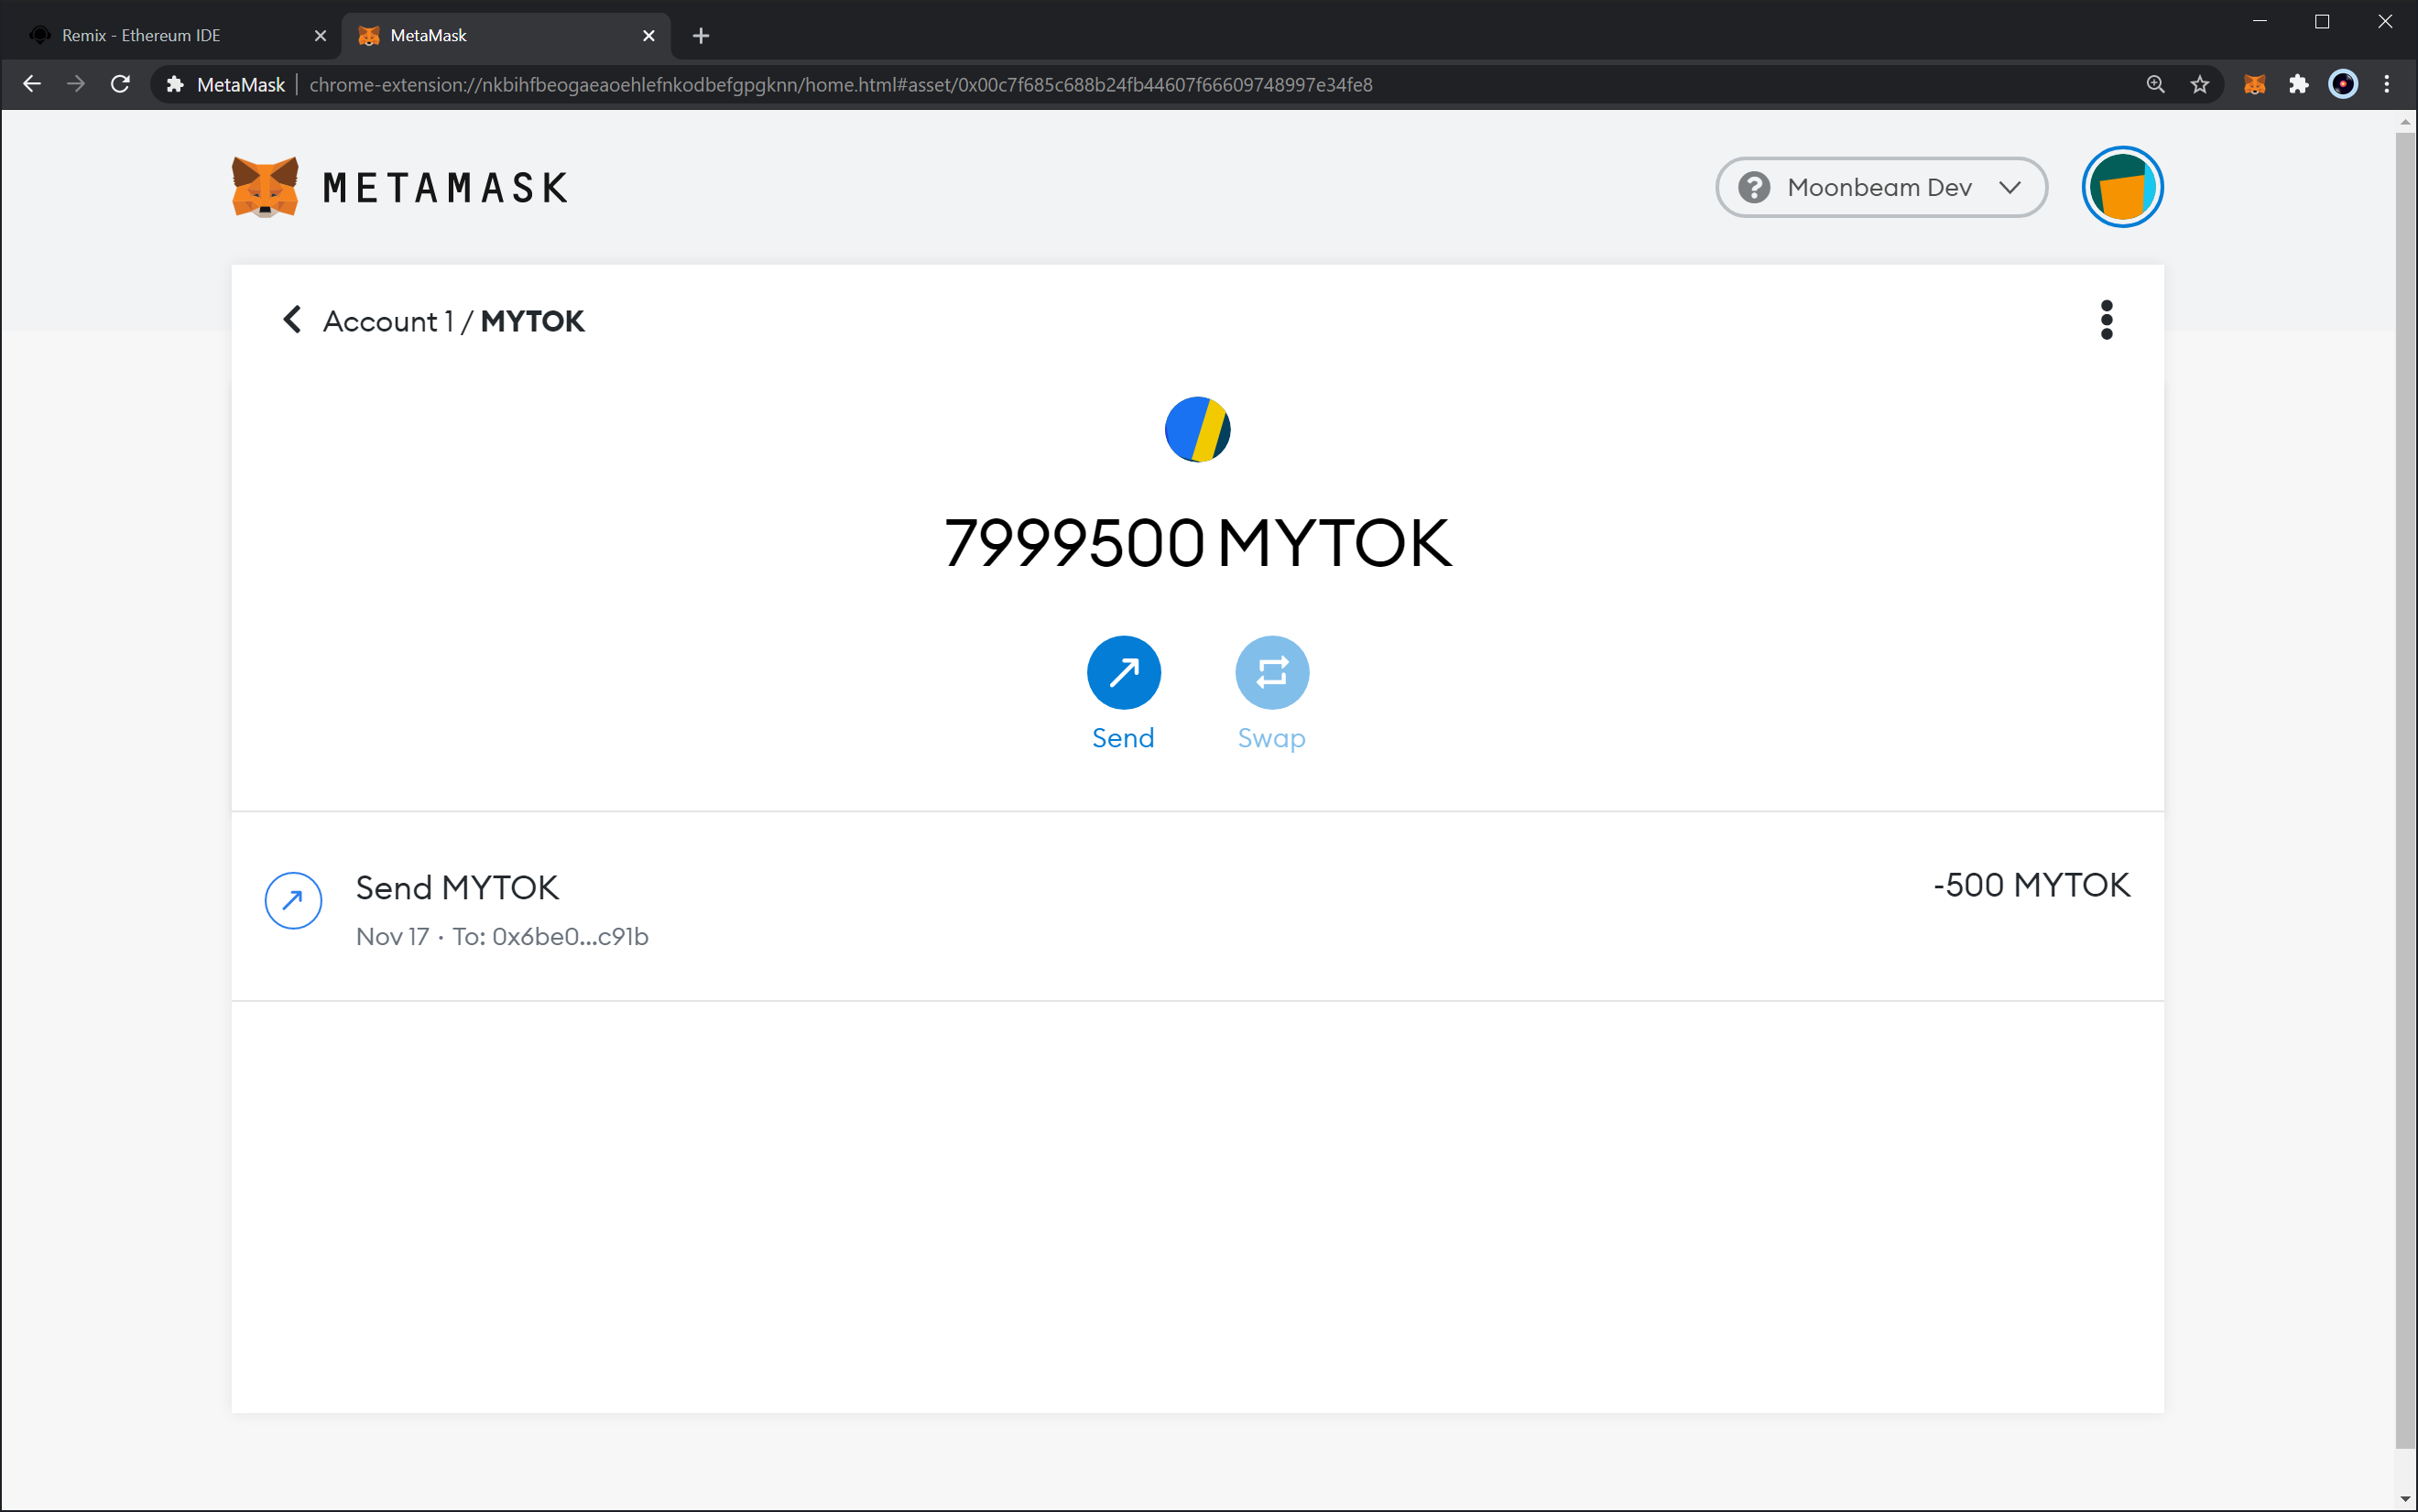 Remix - Ethereum IDE
MetaMask
MetaMask
chrome-extension://nkbihfbeogaeaoehlefnkodbefgpgknn/home.html#asset/0x00c7f685c688b24fb44607f66609748997e34fe8
METAMASK
Moonbeam Dev
Account 1 / MYTOK
7999500 MYTOK
Send
Swap
Send MYTOK
-500 MYTOK
Nov 17 · To: 0x6be0...c91b